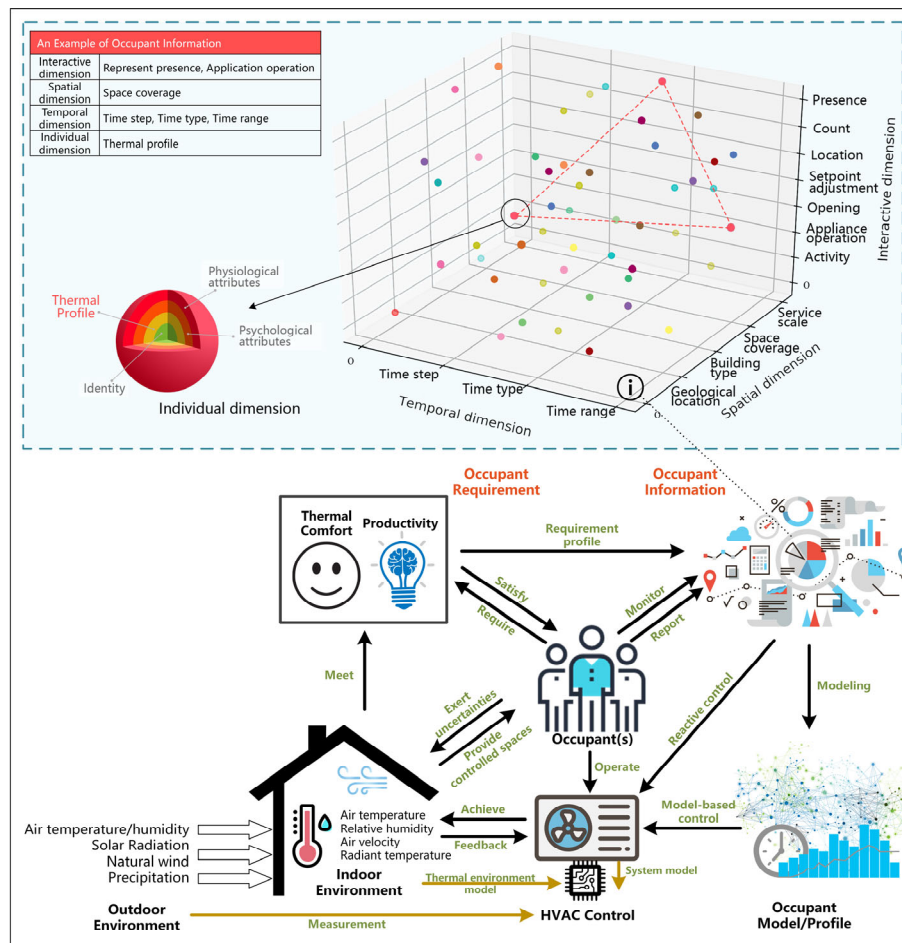 An Example of Occupant Information
Interactive dimension
Represent presence, Application operation
Spatial dimension
Space coverage
Temporal dimension
Time step, Time type, Time range
Individual dimension
Thermal profile
Presence
Count
Location
Setpoint adjustment
Opening
Appliance operation
Activity
0
Interactive dimension
Service scale
Space coverage
Building type
Geological location
0
Spatial dimension
0
Time step
Time type
Time range
Temporal dimension
i
Physiological attributes
Thermal Profile
Psychological attributes
Identity
Individual dimension
Occupant Requirement
Occupant Information
Thermal Comfort
Productivity
Requirement profile
Satisfy
Require
Monitor
Report
Meet
Modeling
Exert uncertainties
Provide controlled spaces
Occupant(s)
Reactive control
Operate
Air temperature
Relative humidity
Air velocity
Radiant temperature
Achieve
Feedback
Model-based control
Air temperature/humidity
Solar Radiation
Natural wind
Precipitation
Indoor Environment
Thermal environment model
System model
HVAC Control
Outdoor Environment
Measurement
Occupant Model/Profile